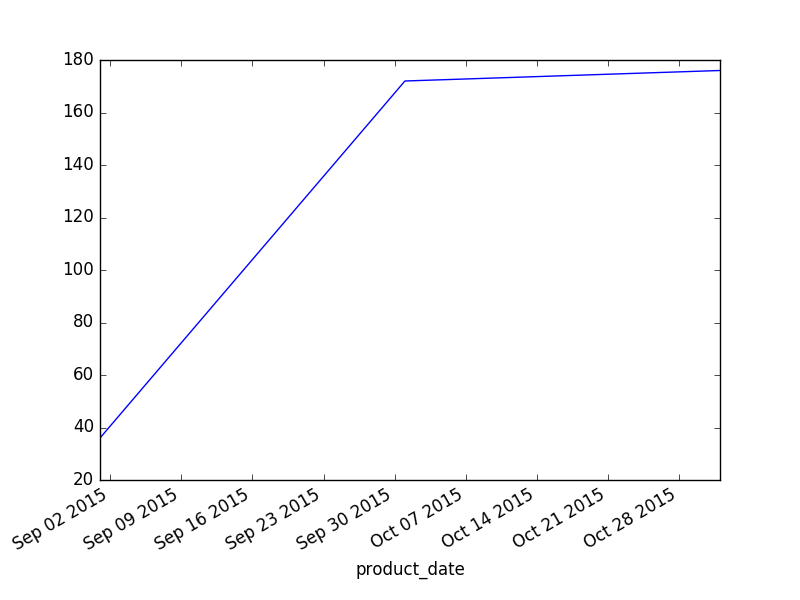 180
160
140
120
100
80
60
40
20
Sep 02 2015
Sep 09 2015
Sep 16 2015
Sep 23 2015
Sep 30 2015
Oct 07 2015
Oct 14 2015
Oct 21 2015
Oct 28 2015
product_date